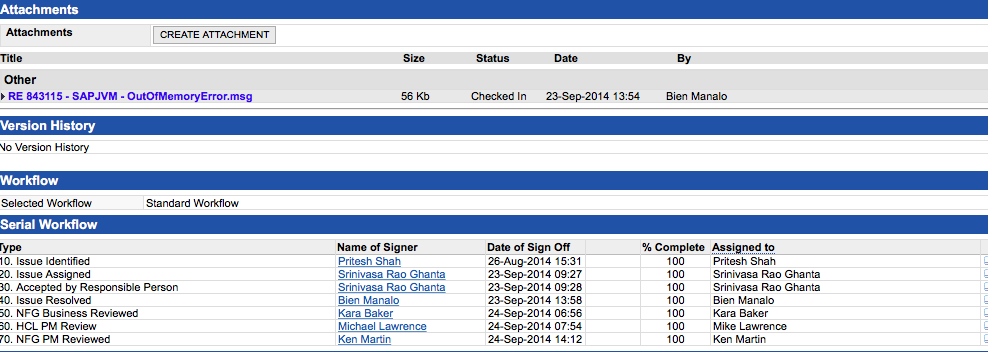 Attachments
Attachments CREATE ATTACHMENT
Title Size Status Date By
Other
RE 843115 - SAPJVM - OutOfMemoryError.msg 56 Kb Checked In 23-Sep-2014 13:54 Bien Manalo
Version History
No Version History
Workflow
Selected Workflow Standard Workflow
Serial Workflow
Type Name of Signer Date of Sign Off % Complete Assigned to
10. Issue Identified Pritesh Shah 26-Aug-2014 15:31 100 Pritesh Shah
20. Issue Assigned Srinivasa Rao Ghanta 23-Sep-2014 09:27 100 Srinivasa Rao Ghanta
30. Accepted by Responsible Person Srinivasa Rao Ghanta 23-Sep-2014 09:28 100 Srinivasa Rao Ghanta
40. Issue Resolved Bien Manalo 23-Sep-2014 13:58 100 Bien Manalo
50. NFG Business Reviewed Kara Baker 24-Sep-2014 06:56 100 Kara Baker
60. HCL PM Review Michael Lawrence 24-Sep-2014 07:54 100 Mike Lawrence
70. NFG PM Reviewed Ken Martin 24-Sep-2014 14:12 100 Ken Martin